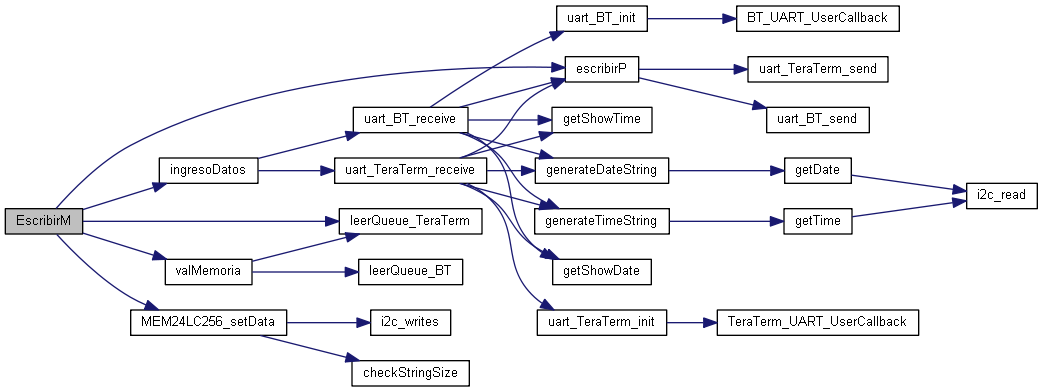 uart_BT_init
BT_UART_UserCallback
escribirP
uart_TeraTerm_send
uart_BT_receive
getShowTime
uart_BT_send
ingresoDatos
uart_TeraTerm_receive
generateDateString
getDate
i2c_read
EscribirM
leerQueue_TeraTerm
generateTimeString
getTime
valMemoria
leerQueue_BT
getShowDate
MEM24LC256_setData
i2c_writes
uart_TeraTerm_init
TeraTerm_UART_UserCallback
checkStringSize